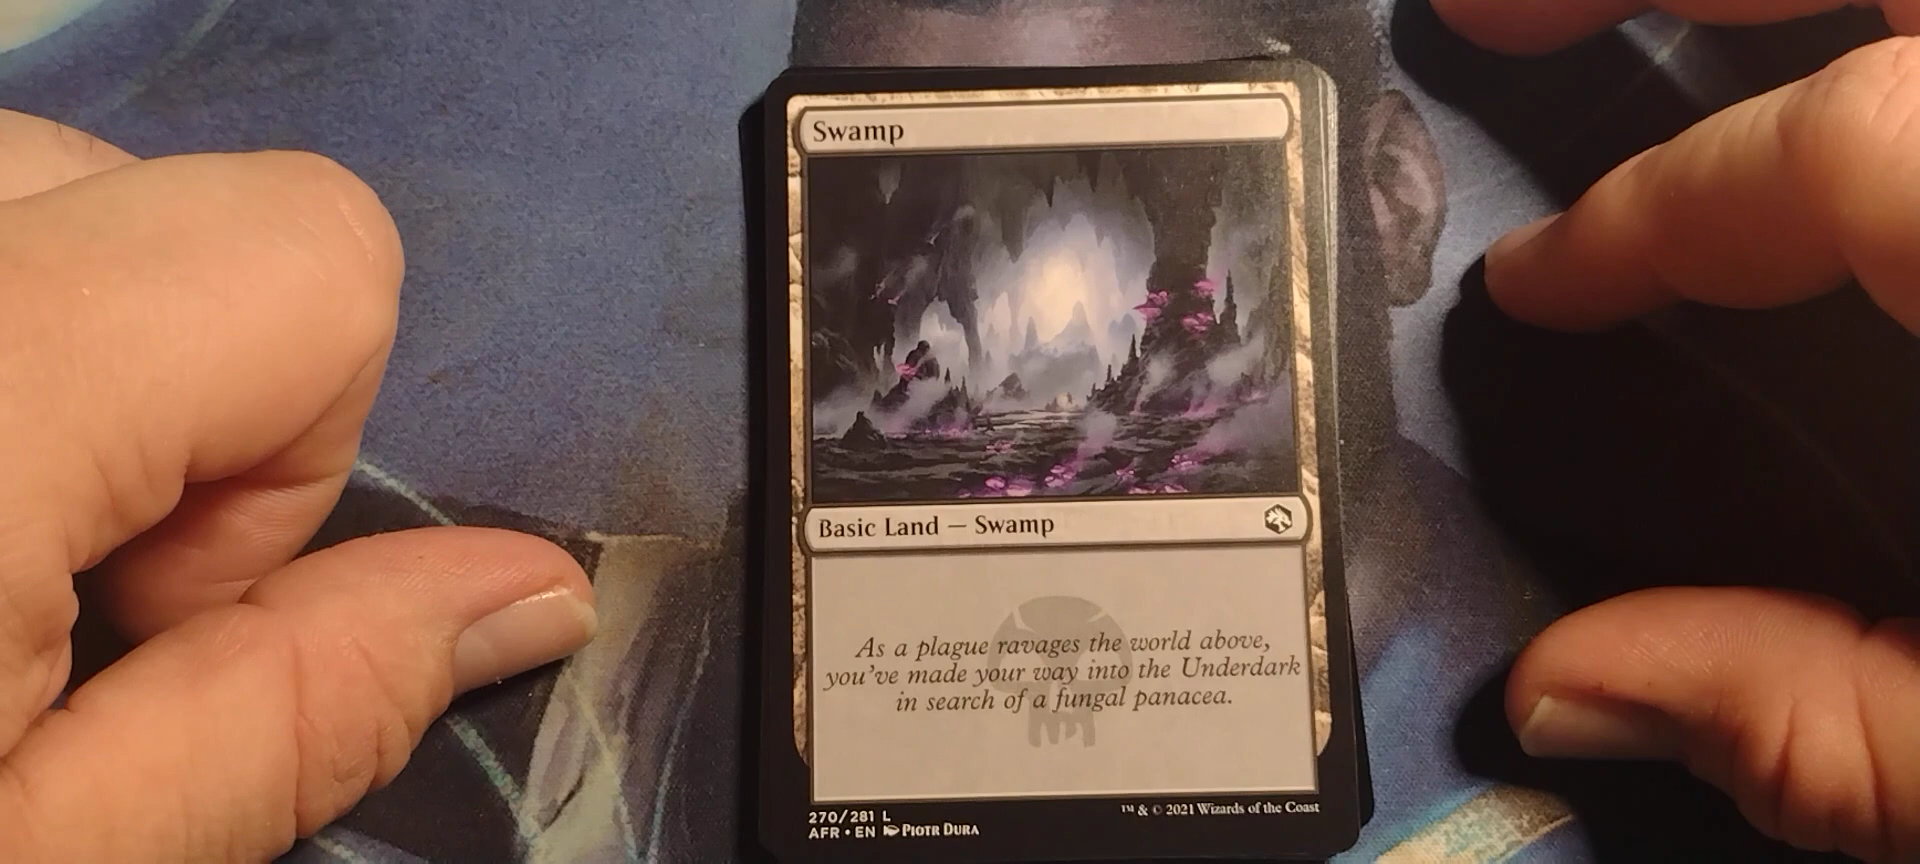 Swamp
Basic Land — Swamp
As a plague ravages the world above,
you've made your way into the Underdark
in search of a fungal panacea.
270/281 L
AFR • EN Piotr Dura
™ & © 2021 Wizards of the Coast